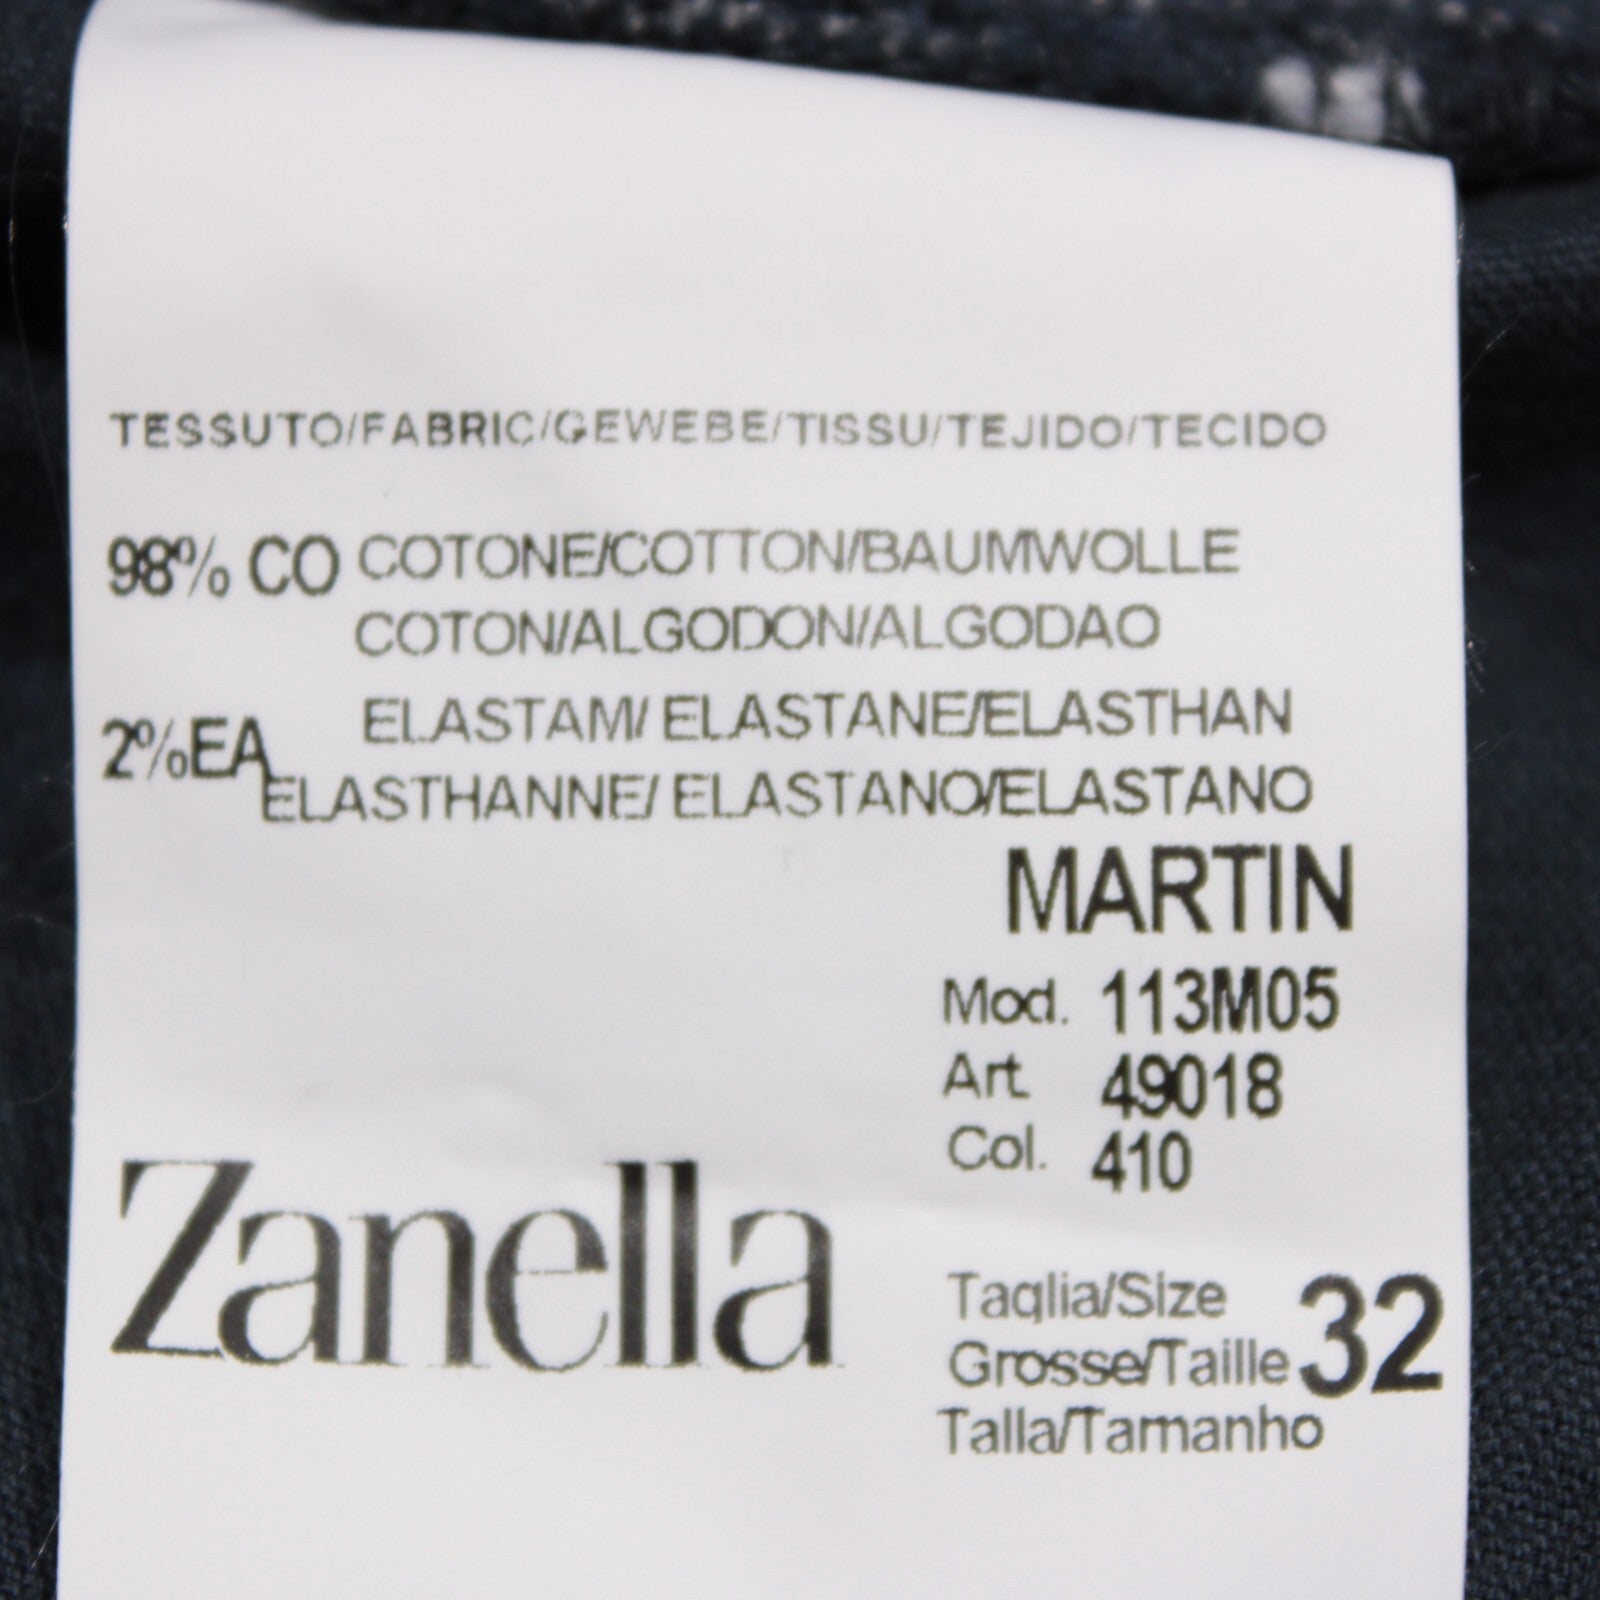 TESSUTO/FABRIC/GEWEBE/TISSU/TEJIDO/TECIDO
98% CO COTONE/COTTON/BAUMWOLLE
COTON/ALGODON/ALGODAO
2%EA ELASTAM/ ELASTANE/ELASTHAN
ELASTHANNE/ ELASTANO/ELASTANO
MARTIN
Mod. 113M05
Art. 49018
Col. 410
Zanella
Taglia/Size
Grosse/Taille 32
Talla/Tamanho